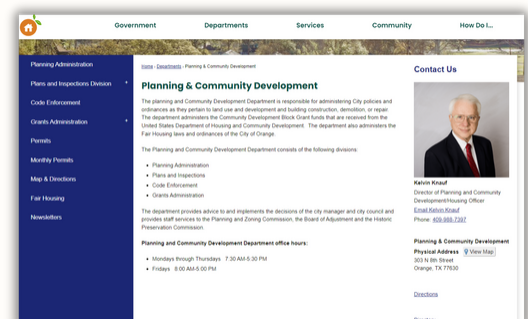 Government Departments Services Community How Do I...
Planning Administration
Plans and Inspections Division
Code Enforcement
Grants Administration
Permits
Monthly Permits
Map & Directions
Fair Housing
Newsletters
Home › Departments › Planning & Community Development
Planning & Community Development
The planning and Community Development Department is responsible for administering City policies and
ordinances as they pertain to land use and development and building construction, demolition, or repair.
The department administers the Community Development Block Grant funds that are received from the
United States Department of Housing and Community Development. The department also administers the
Fair Housing laws and ordinances of the City of Orange.
The Planning and Community Development Department consists of the following divisions:
• Planning Administration
• Plans and Inspections
• Code Enforcement
• Grants Administration
The department provides advice to and implements the decisions of the city manager and city council and
provides staff services to the Planning and Zoning Commission, the Board of Adjustment and the Historic
Preservation Commission.
Planning and Community Development Department office hours:
• Mondays through Thursdays 7:30 AM-5:30 PM
• Fridays 8:00 AM-5:00 PM
Contact Us
Kelvin Knauf
Director of Planning and Community
Development/Housing Officer
Email Kelvin Knauf
Phone: 409-988-7397
Planning & Community Development
Physical Address View Map
303 N 8th Street
Orange, TX 77630
Directions